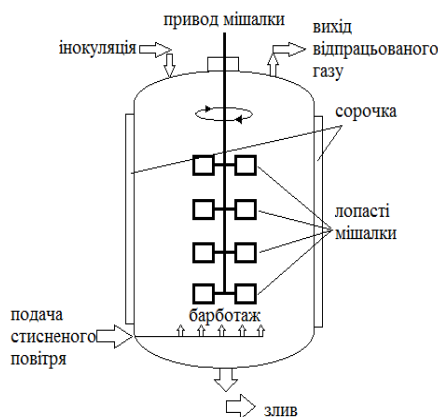 привод мішалки
інокуляція
вихід
відпрацьованого
газу
сорочка
лопасті
мішалки
барботаж
подача
стисненого
повітря
злив